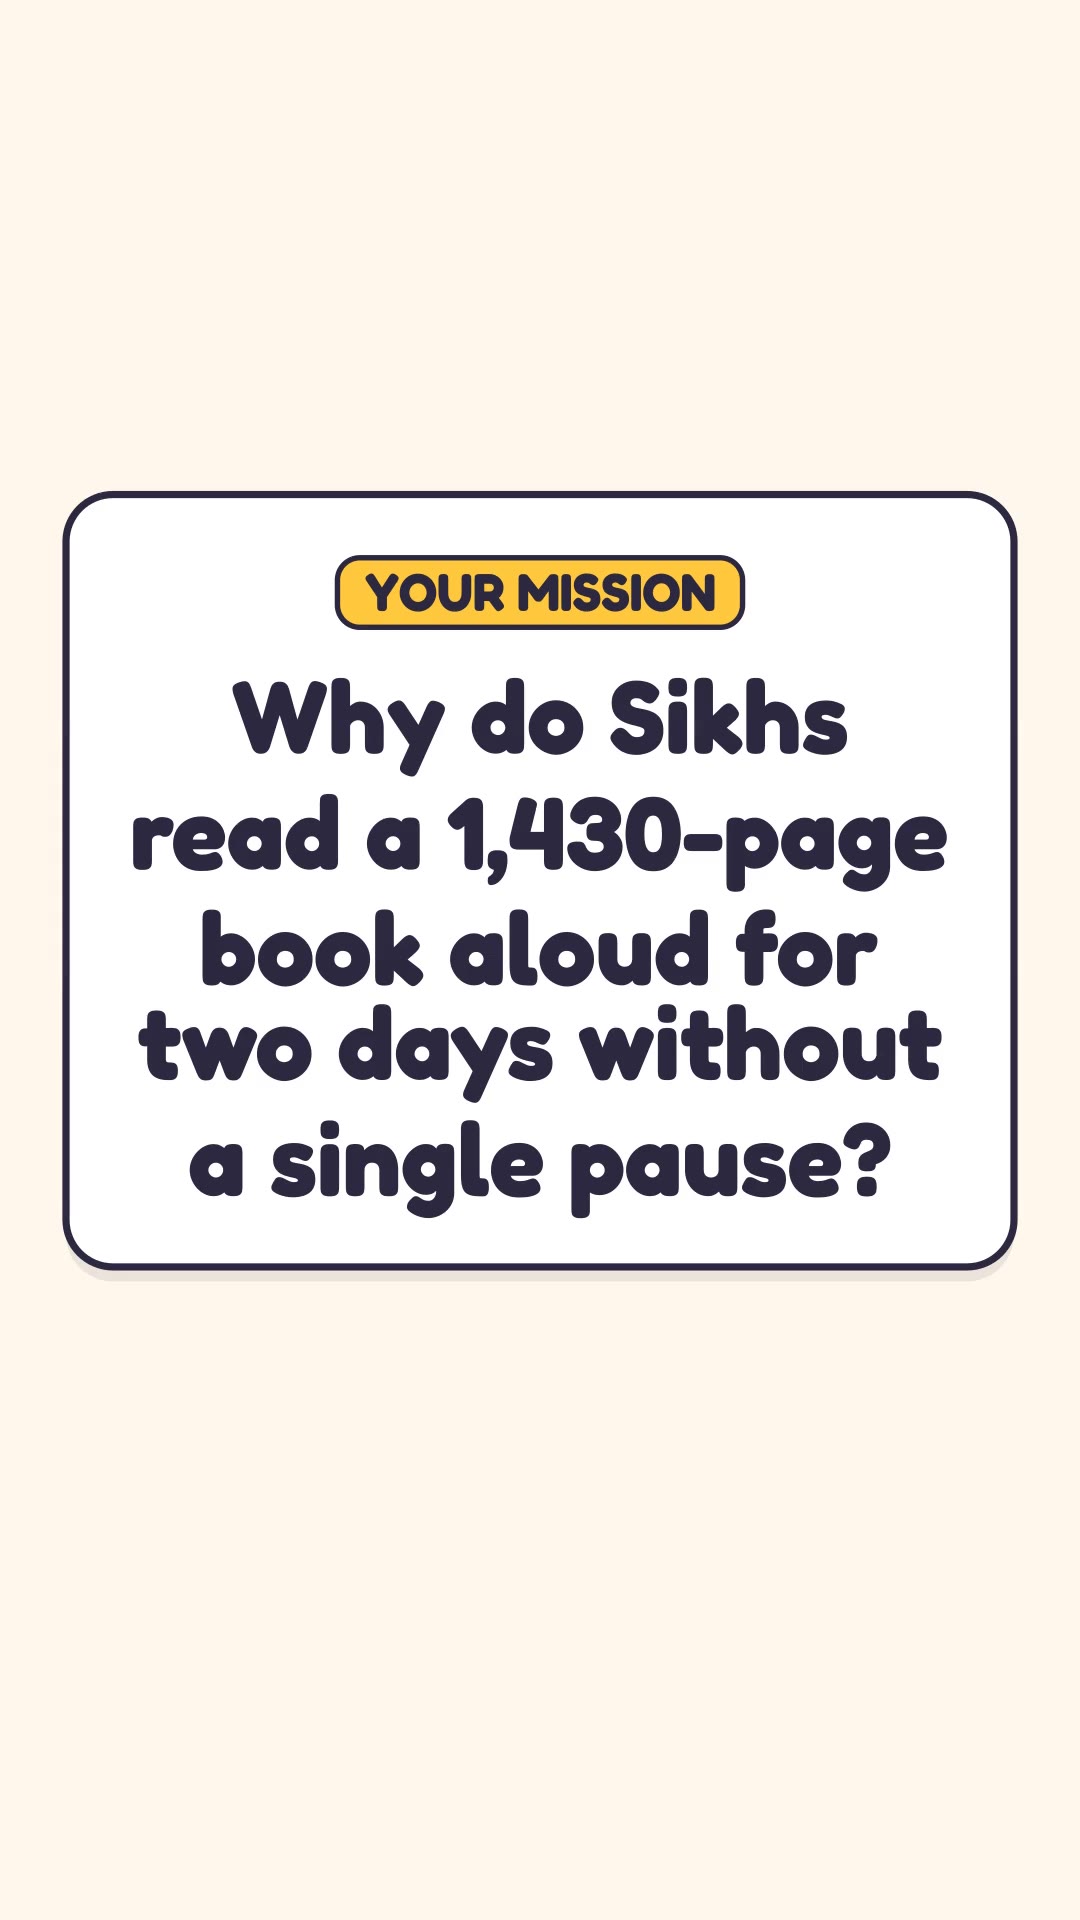 YOUR MISSION
Why do Sikhs
read a 1,430-page
book aloud for
two days without
a single pause?